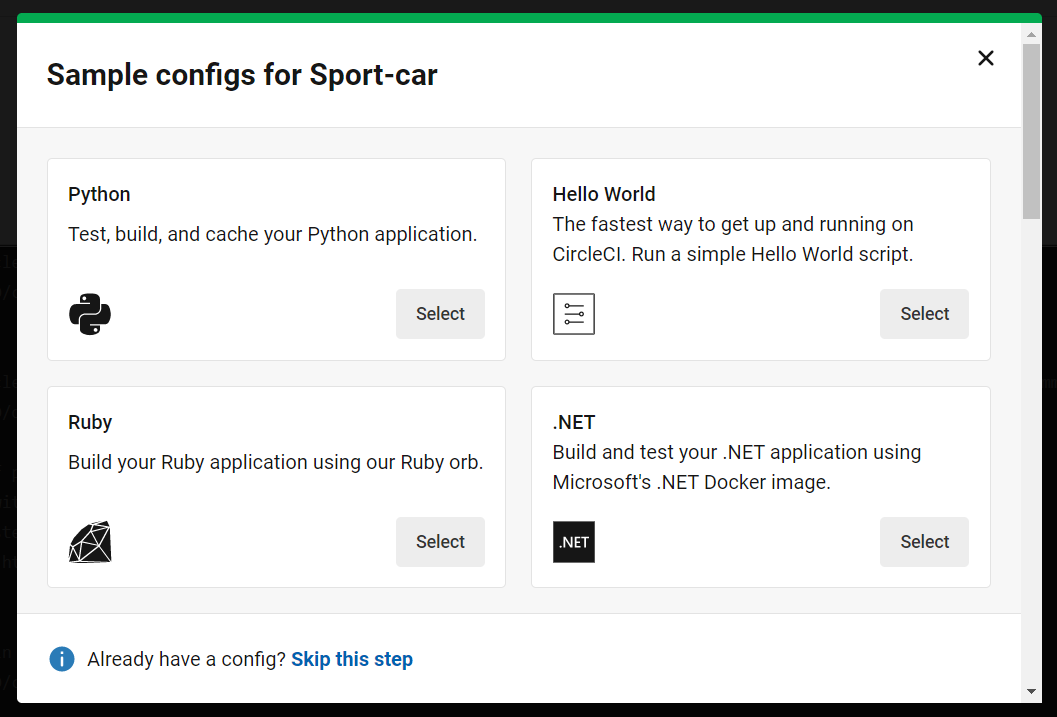 Sample configs for Sport-car
Python
Test, build, and cache your Python application.
Select
Hello World
The fastest way to get up and running on
CircleCI. Run a simple Hello World script.
Select
Ruby
Build your Ruby application using our Ruby orb.
Select
.NET
Build and test your .NET application using
Microsoft's .NET Docker image.
.NET
Select
i
Already have a config? Skip this step